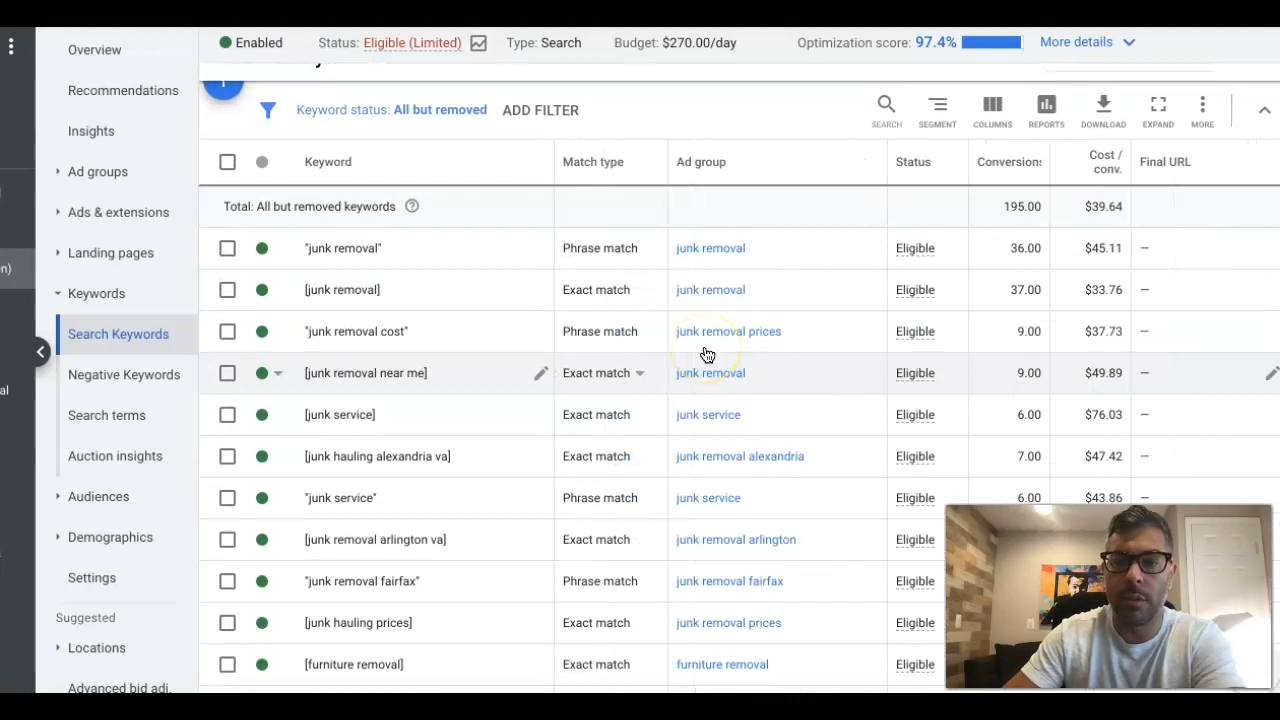 Overview
Recommendations
Insights
Ad groups
Ads & extensions
Landing pages
Keywords
Search Keywords
Negative Keywords
Search terms
Auction insights
Audiences
Demographics
Settings
Suggested
Locations
Advanced bid adj.
n)
al
Enabled Status: Eligible (Limited) Type: Search Budget: $270.00/day Optimization score: 97.4% More details
Keyword status: All but removed ADD FILTER
SEARCH SEGMENT COLUMNS REPORTS DOWNLOAD EXPAND MORE
Keyword Match type Ad group Status Conversions Cost / conv. Final URL
Total: All but removed keywords 195.00 $39.64
"junk removal" Phrase match junk removal Eligible 36.00 $45.11 —
[junk removal] Exact match junk removal Eligible 37.00 $33.76 —
"junk removal cost" Phrase match junk removal prices Eligible 9.00 $37.73 —
[junk removal near me] Exact match junk removal Eligible 9.00 $49.89 —
[junk service] Exact match junk service Eligible 6.00 $76.03 —
[junk hauling alexandria va] Exact match junk removal alexandria Eligible 7.00 $47.42 —
"junk service" Phrase match junk service Eligible 6.00 $43.86 —
[junk removal arlington va] Exact match junk removal arlington Eligible
"junk removal fairfax" Phrase match junk removal fairfax Eligible
[junk hauling prices] Exact match junk removal prices Eligible
[furniture removal] Exact match furniture removal Eligible